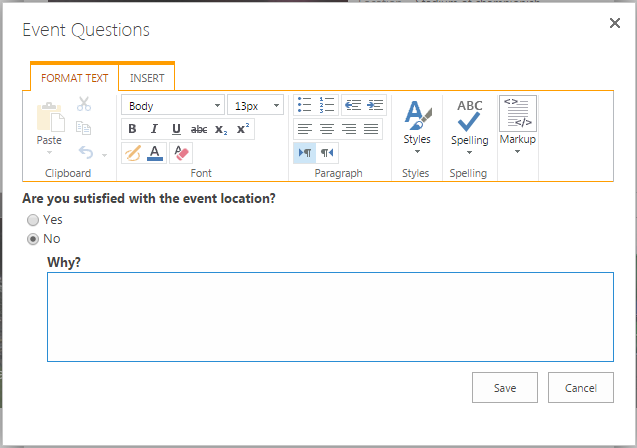 Event Questions
FORMAT TEXT INSERT
Body 13px
B I U abc x₂ x²
A
Paste
ABC
Styles Spelling Markup
Clipboard Font Paragraph Styles Spelling
Are you sutisfied with the event location?
Yes
No
Why?
Save Cancel